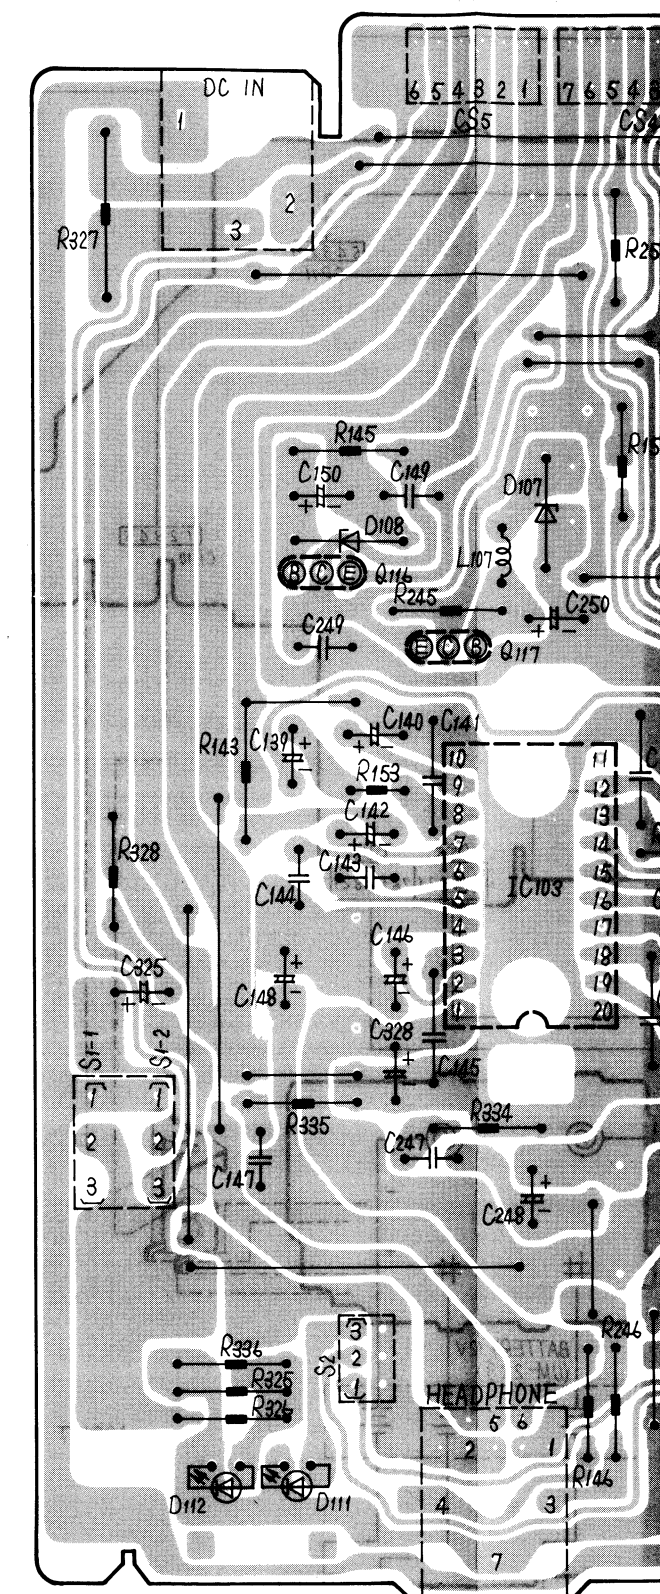 DC IN
1
2
3
6 5 4 3 2 1
7 6 5 4
CS5
CS4
R327
R145
C150
C149
D107
D108
L107
Q116
R245
C250
C249
Q117
C140
C141
R143
C139
R153
C142
C143
C144
10
9
8
7
6
5
4
3
2
1
11
12
13
14
15
16
17
18
19
20
IC103
R328
C146
C325
C148
C328
C145
S1-1
S1-2
1 1
2 2
3 3
R335
R334
C247
C147
C248
R336
R325
R326
S2
3
2
1
R246
HEADPHONE
5 6
2 1
4 3
7
R146
D112
D111
B C E
E C B